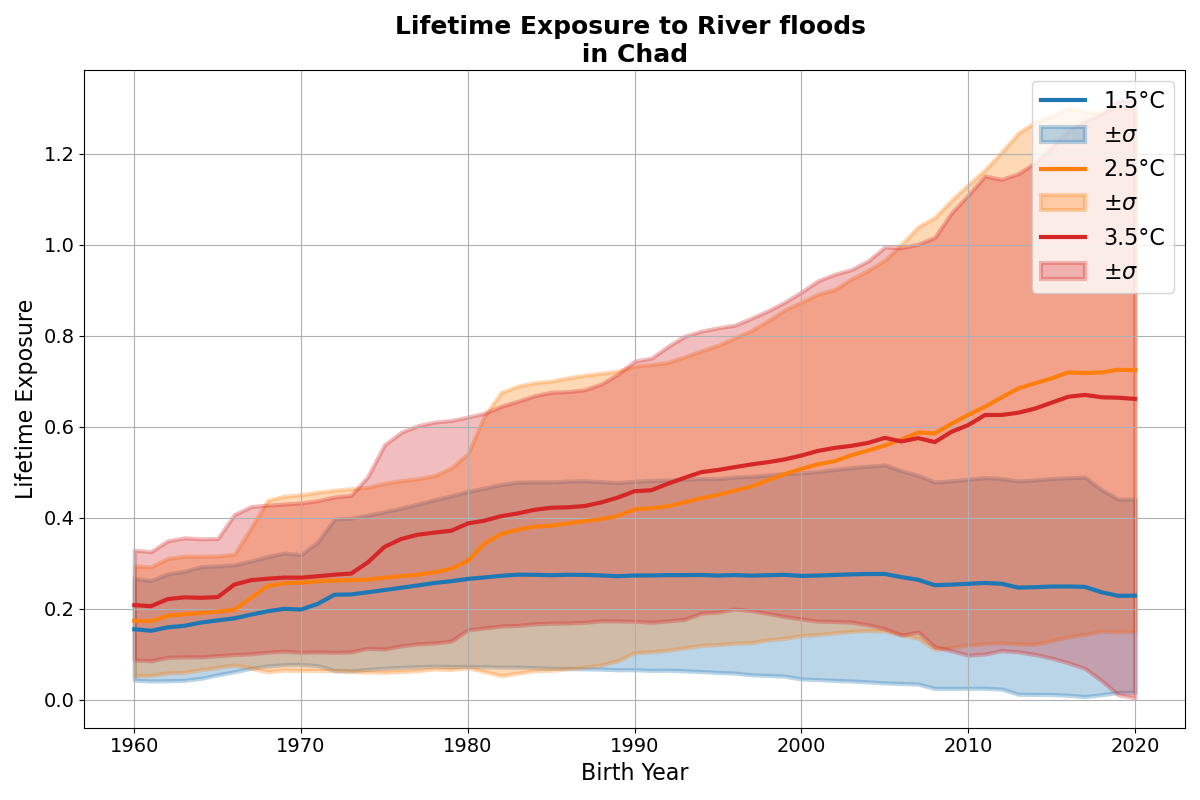 Lifetime Exposure to River floods
in Chad
Lifetime Exposure
1.2
1.0
0.8
0.6
0.4
0.2
0.0
1960 1970 1980 1990 2000 2010 2020
Birth Year
1.5°C
±σ
2.5°C
±σ
3.5°C
±σ